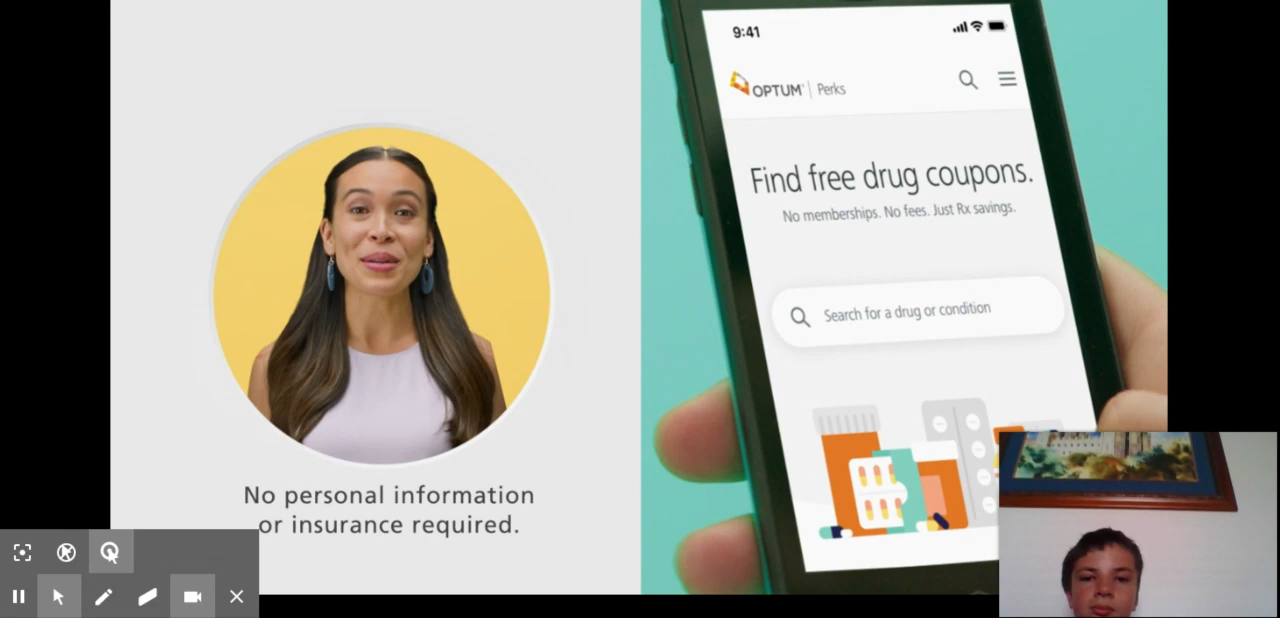 No personal information
or insurance required.
9:41
OPTUM | Perks
Find free drug coupons.
No memberships. No fees. Just Rx savings.
Search for a drug or condition